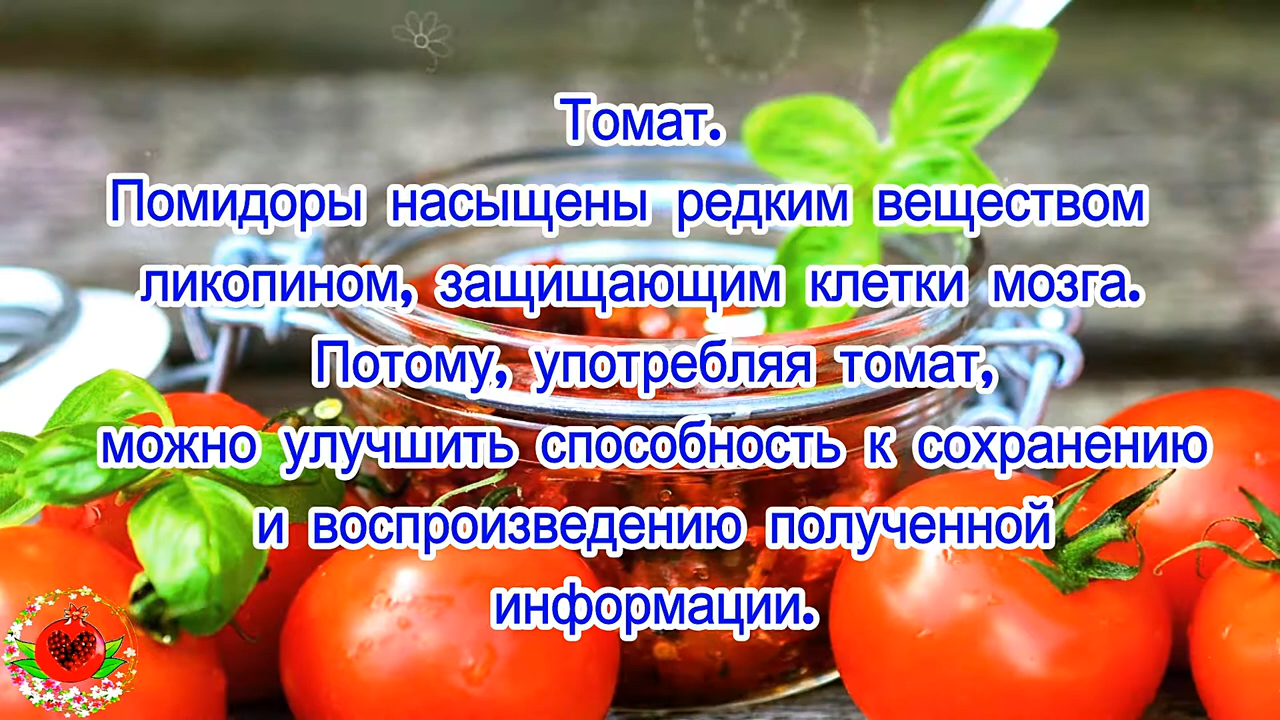 Томат.
Помидоры насыщены редким веществом
ликопином, защищающим клетки мозга.
Потому, употребляя томат,
можно улучшить способность к сохранению
и воспроизведению полученной
информации.